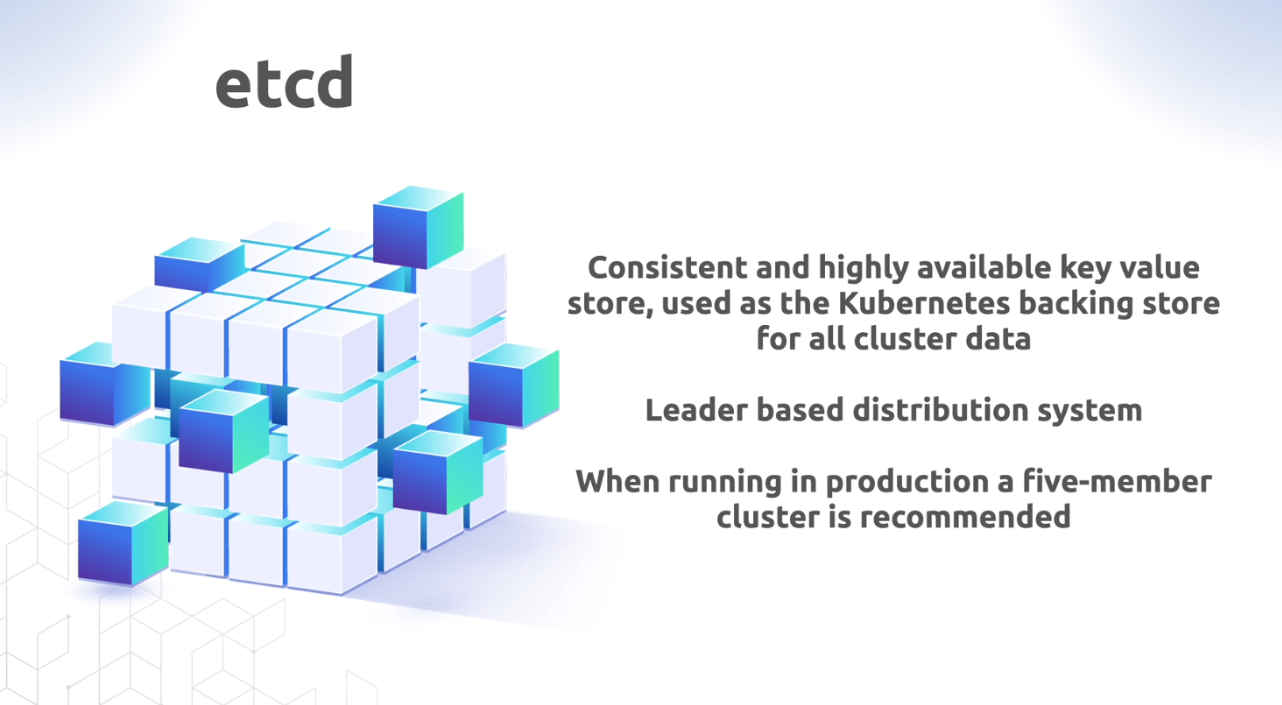 etcd
Consistent and highly available key value
store, used as the Kubernetes backing store
for all cluster data
Leader based distribution system
When running in production a five-member
cluster is recommended